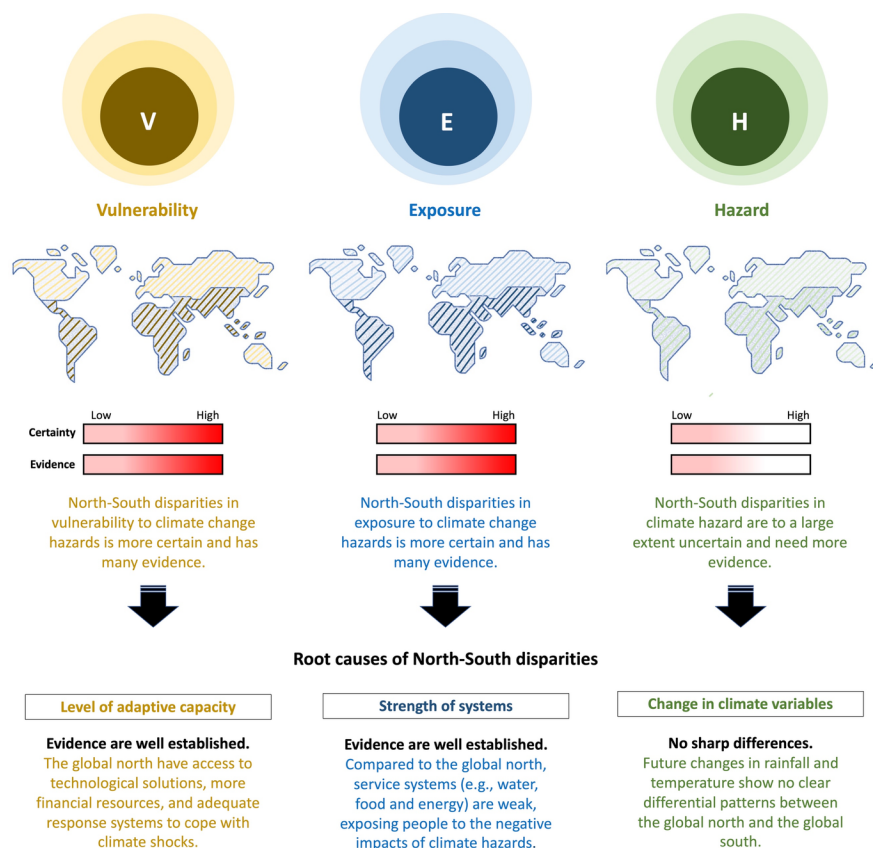 V
E
H
Vulnerability
Exposure
Hazard
Low
High
Low
High
Low
High
Certainty
Evidence
North-South disparities in
vulnerability to climate change
hazards is more certain and has
many evidence.
North-South disparities in
exposure to climate change
hazards is more certain and has
many evidence.
North-South disparities in
climate hazard are to a large
extent uncertain and need more
evidence.
Root causes of North-South disparities
Level of adaptive capacity
Evidence are well established.
The global north have access to
technological solutions, more
financial resources, and adequate
response systems to cope with
climate shocks.
Strength of systems
Evidence are well established.
Compared to the global north,
service systems (e.g., water,
food and energy) are weak,
exposing people to the negative
impacts of climate hazards.
Change in climate variables
No sharp differences.
Future changes in rainfall and
temperature show no clear
differential patterns between
the global north and the global
south.